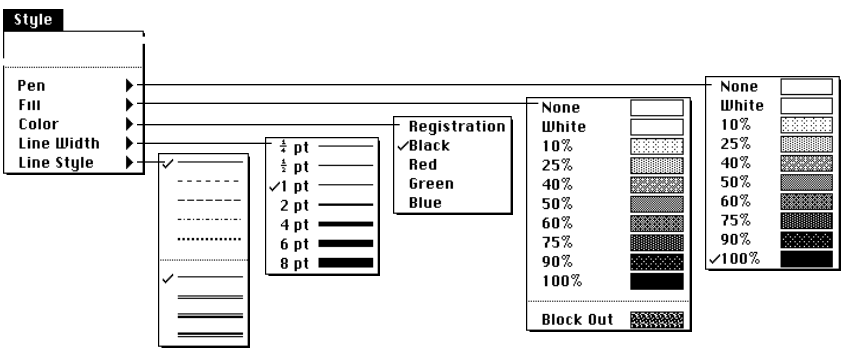 Style
Pen
Fill
Color
Line Width
Line Style
1/4 pt
1/2 pt
✓1 pt
2 pt
4 pt
6 pt
8 pt
Registration
✓Black
Red
Green
Blue
None
White
10%
25%
40%
50%
60%
75%
90%
100%
Block Out
None
White
10%
25%
40%
50%
60%
75%
90%
✓100%